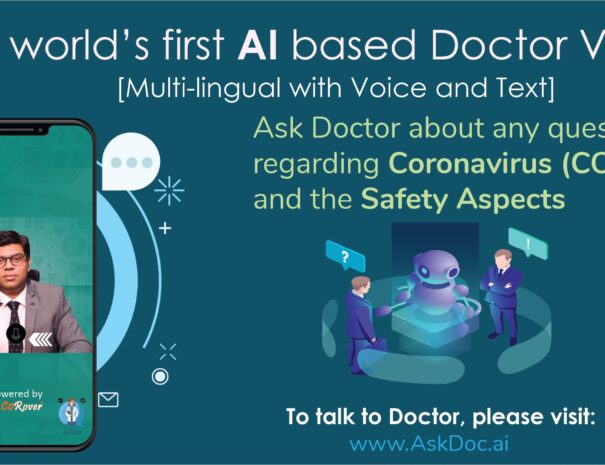 world's first AI based Doctor V
[Multi-lingual with Voice and Text]
Ask Doctor about any ques
regarding Coronavirus (CO
and the Safety Aspects
?
!
owered by
CoRover
To talk to Doctor, please visit:
www.AskDoc.ai